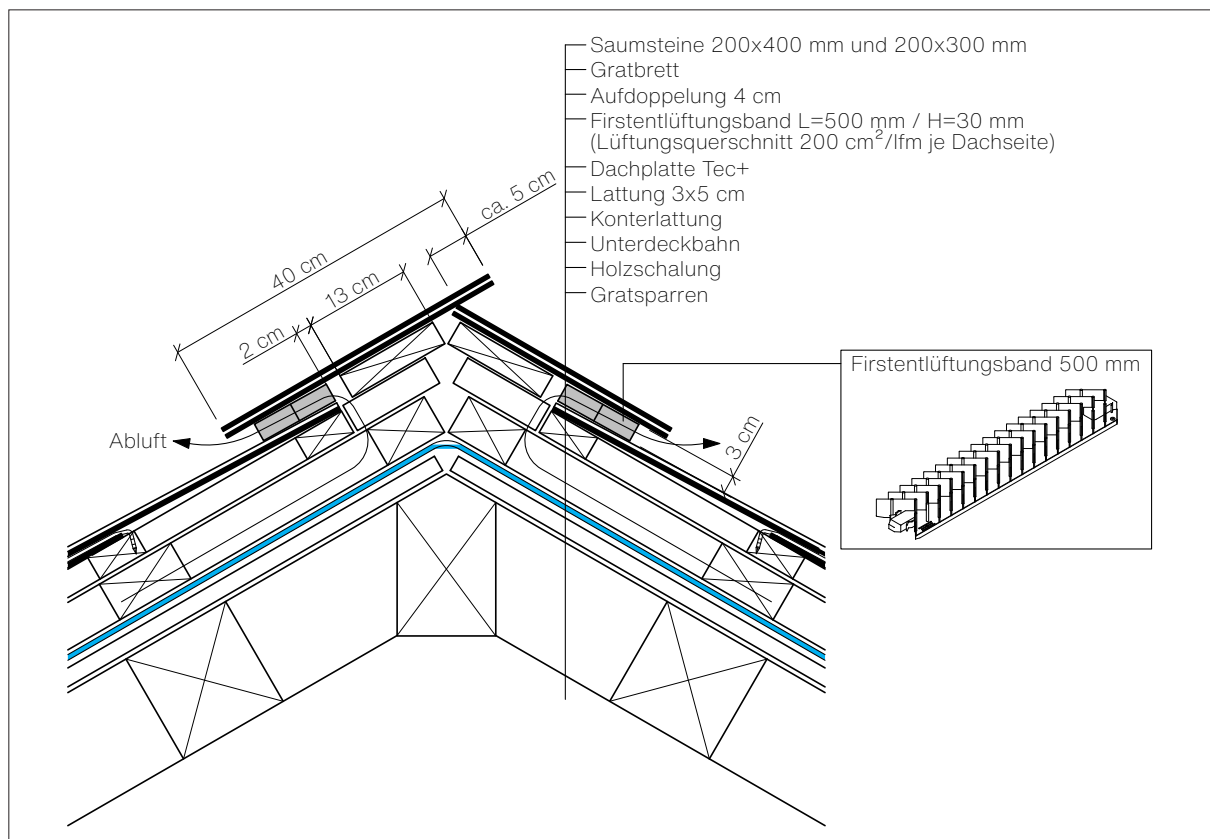 Saumsteine 200x400 mm und 200x300 mm
Gratbrett
Aufdoppelung 4 cm
Firstentlüftungsband L=500 mm / H=30 mm
(Lüftungsquerschnitt 200 cm²/lfm je Dachseite)
Dachplatte Tec+
Lattung 3x5 cm
Konterlattung
Unterdeckbahn
Holzschalung
Gratsparren
ca. 5 cm
40 cm
13 cm
2 cm
Abluft
3 cm
Firstentlüftungsband 500 mm